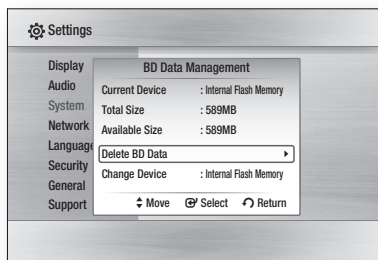 Settings
Display
Audio
System
Network
Language
Security
General
Support
BD Data Management
Current Device : Internal Flash Memory
Total Size : 589MB
Available Size : 589MB
Delete BD Data
Change Device : Internal Flash Memory
Move Select Return